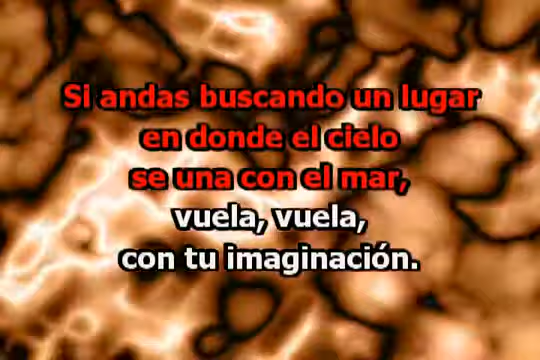 Si andas buscando un lugar
en donde el cielo
se una con el mar,
vuela, vuela,
con tu imaginación.